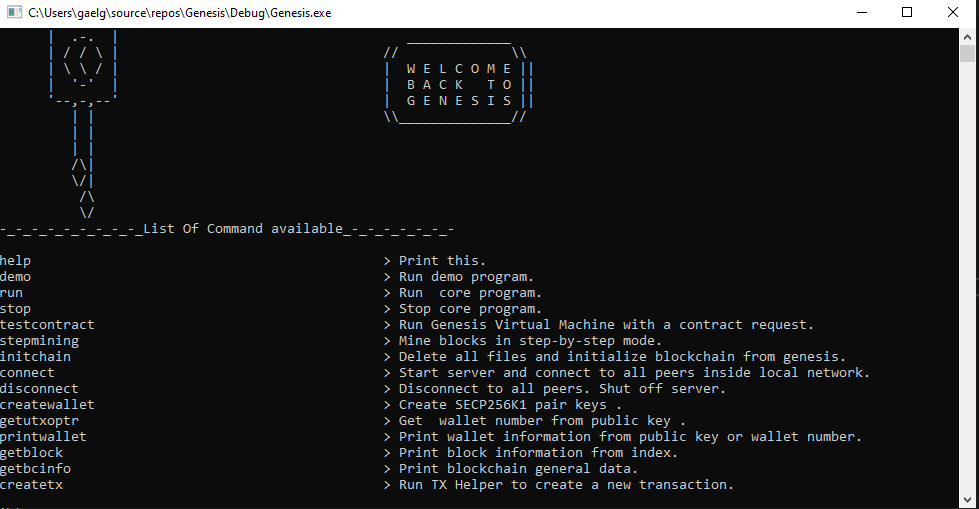 C:\Users\gaelg\source\repos\Genesis\Debug\Genesis.exe
W E L C O M E
B A C K   T O
G E N E S I S
-_-_-_-_-_-_-_-_-_List Of Command available_-_-_-_-_-_-_-
help > Print this.
demo > Run demo program.
run > Run  core program.
stop > Stop core program.
testcontract > Run Genesis Virtual Machine with a contract request.
stepmining > Mine blocks in step-by-step mode.
initchain > Delete all files and initialize blockchain from genesis.
connect > Start server and connect to all peers inside local network.
disconnect > Disconnect to all peers. Shut off server.
createwallet > Create SECP256K1 pair keys .
getutxoptr > Get  wallet number from public key .
printwallet > Print wallet information from public key or wallet number.
getblock > Print block information from index.
getbcinfo > Print blockchain general data.
createtx > Run TX Helper to create a new transaction.